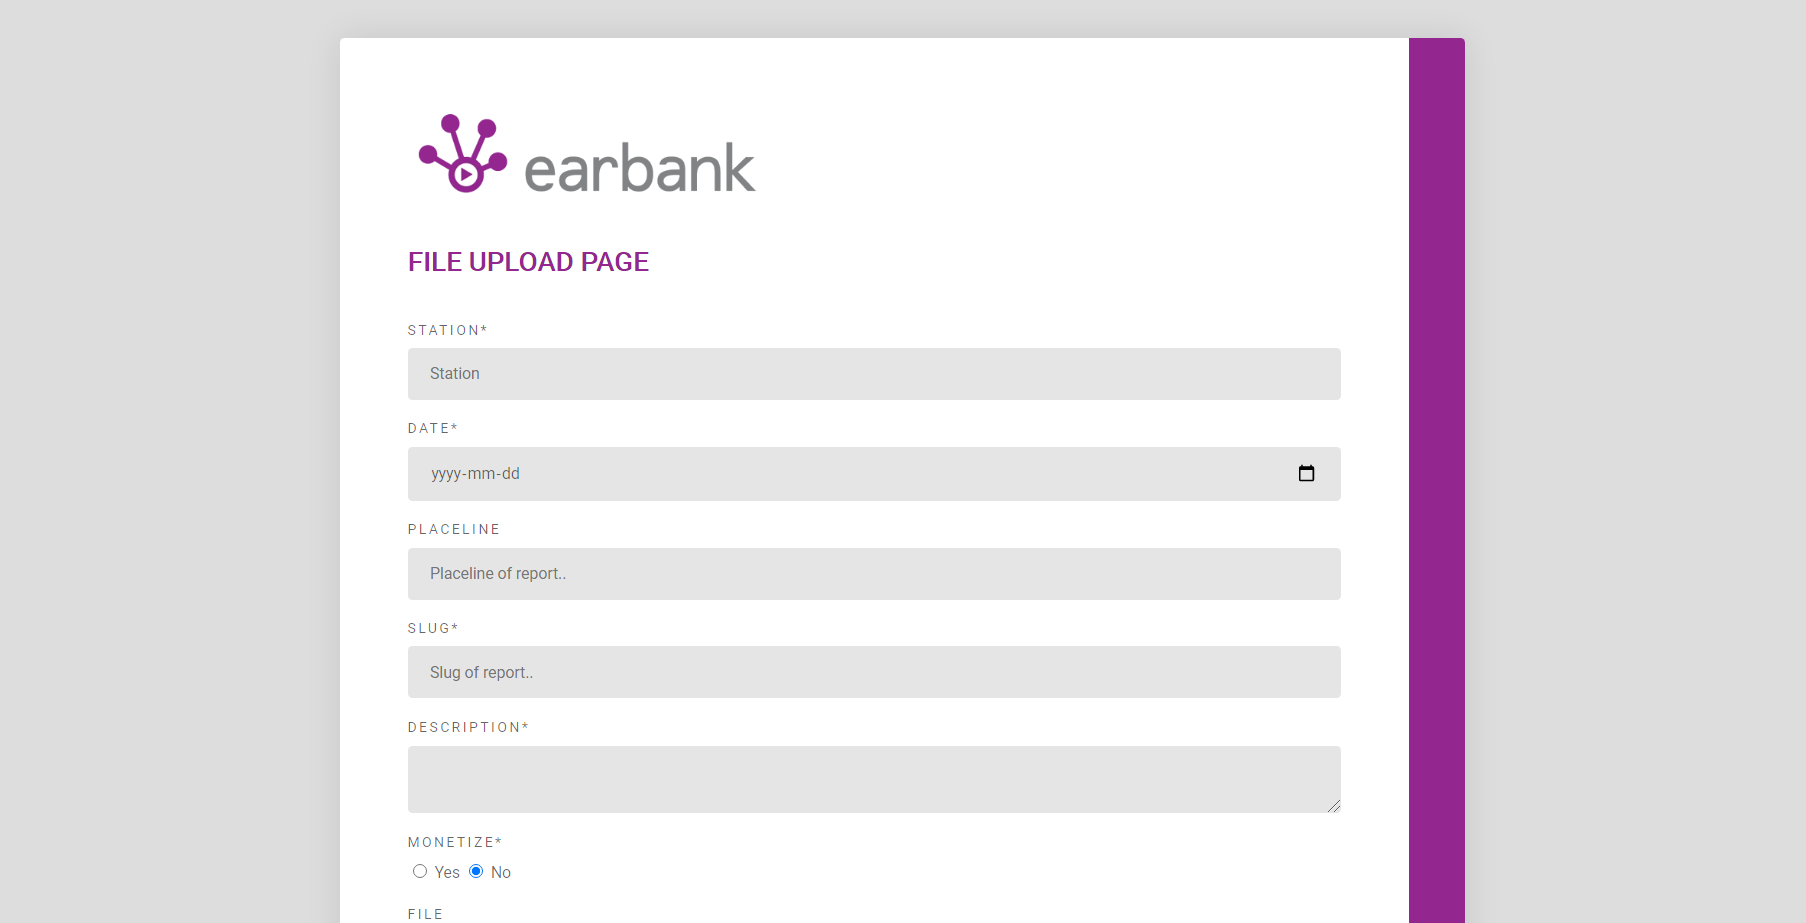 earbank
FILE UPLOAD PAGE
STATION*
Station
DATE*
yyyy-mm-dd
PLACELINE
Placeline of report..
SLUG*
Slug of report..
DESCRIPTION*
MONETIZE*
Yes No
FILE